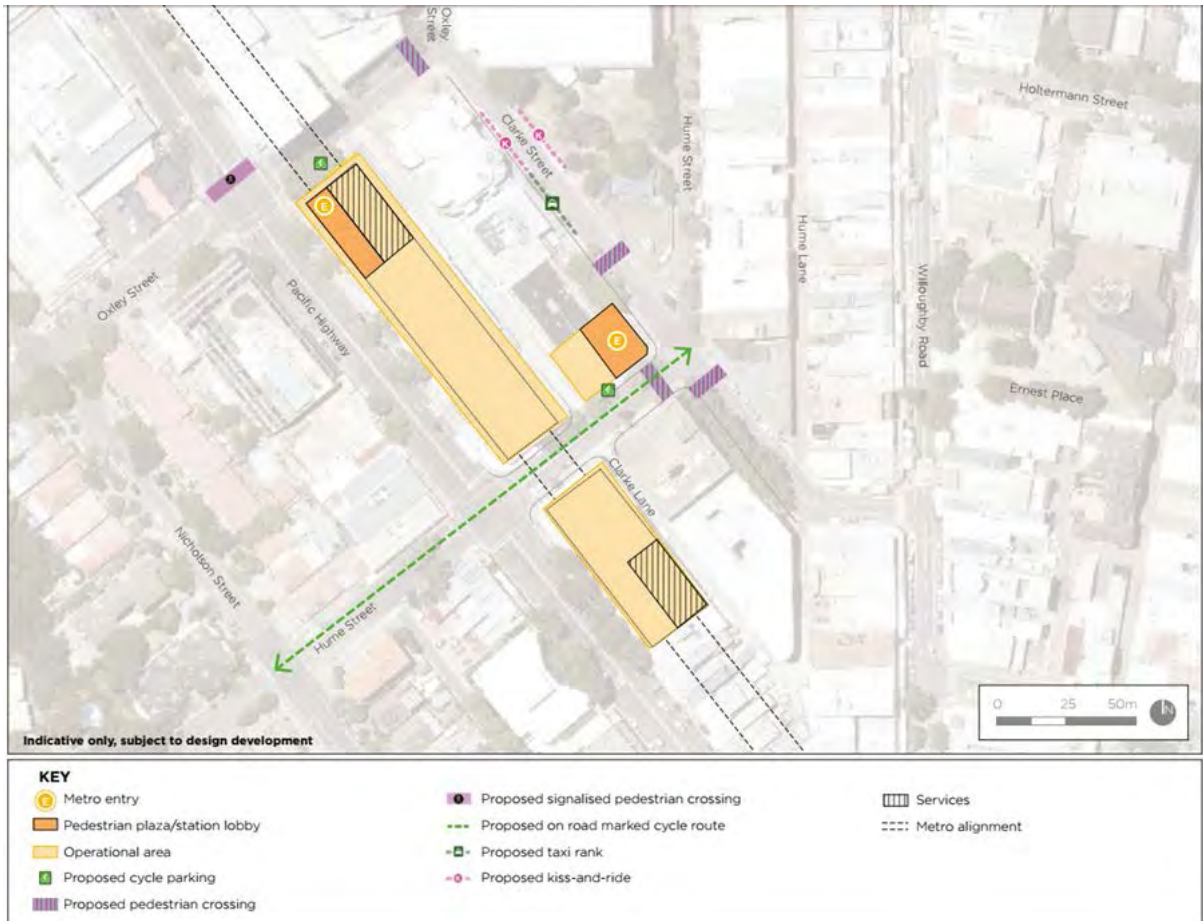 Oxley
Street
Clarke Street
K
K
Hume Street
Holtermann Street
E
Hume Lane
Willoughby Road
Oxley Street
Pacific Highway
E
Ernest Place
Clarke Lane
Nicholson Street
Hume Street
0 25 50m
N
Indicative only, subject to design development
KEY
E Metro entry
Pedestrian plaza/station lobby
Operational area
Proposed cycle parking
Proposed pedestrian crossing
Proposed signalised pedestrian crossing
Proposed on road marked cycle route
Proposed taxi rank
K Proposed kiss-and-ride
Services
Metro alignment